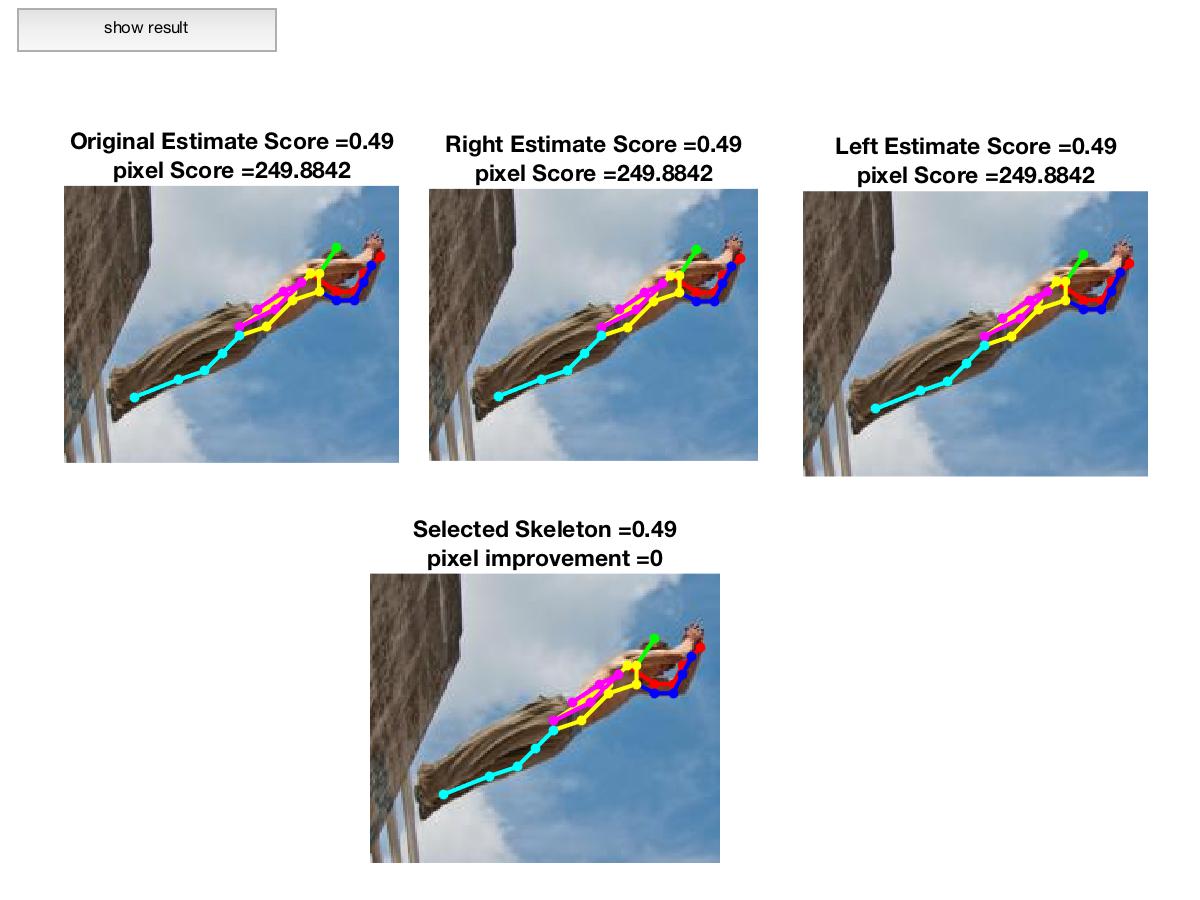 show result
Original Estimate Score =0.49
pixel Score =249.8842
Right Estimate Score =0.49
pixel Score =249.8842
Left Estimate Score =0.49
pixel Score =249.8842
Selected Skeleton =0.49
pixel improvement =0